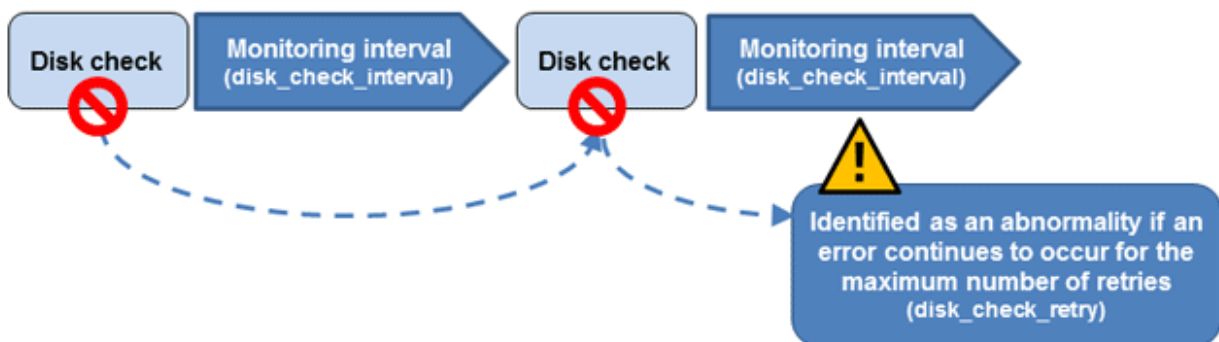 Disk check
Monitoring interval
(disk_check_interval)
Disk check
Monitoring interval
(disk_check_interval)
!
Identified as an abnormality if an
error continues to occur for the
maximum number of retries
(disk_check_retry)